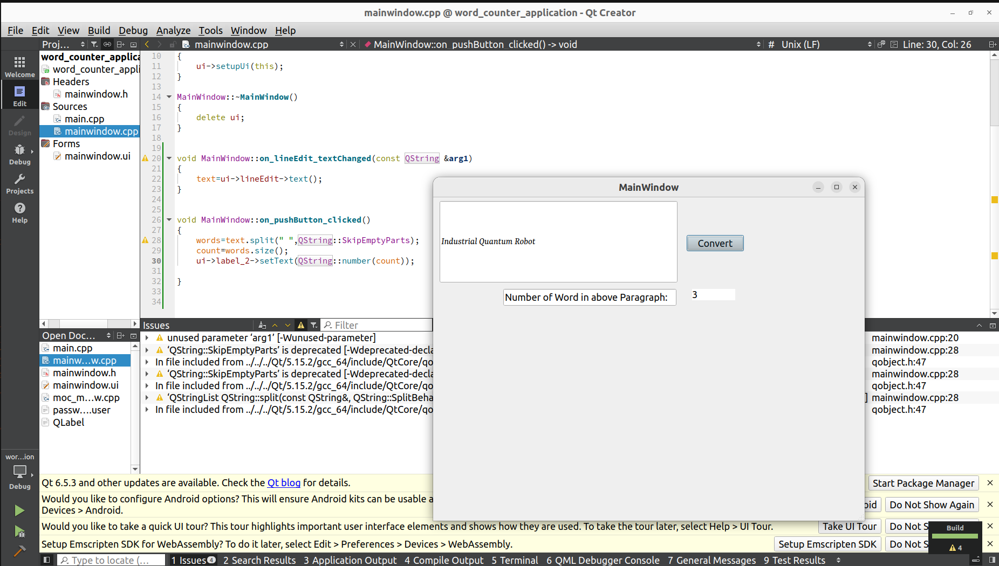 mainwindow.cpp @ word_counter_application - Qt Creator
File Edit View Build Debug Analyze Tools Window Help
Proj... mainwindow.cpp MainWindow::on_pushButton_clicked() -> void # Unix (LF) Line: 30, Col: 26
Welcome
Edit
Design
Debug
Projects
Help
word_counter_applica
word_counter_appli
Headers
mainwindow.h
Sources
main.cpp
mainwindow.cpp
Forms
mainwindow.ui
10 {
11 ui->setupUi(this);
12 }
13
14 MainWindow::~MainWindow()
15 {
16 delete ui;
17 }
18
19
20 void MainWindow::on_lineEdit_textChanged(const QString &arg1)
21 {
22 text=ui->lineEdit->text();
23 }
24
25
26 void MainWindow::on_pushButton_clicked()
27 {
28 words=text.split(" ",QString::SkipEmptyParts);
29 count=words.size();
30 ui->label_2->setText(QString::number(count));
31
32 }
33
34
MainWindow
Industrial Quantum Robot
Convert
Number of Word in above Paragraph: 3
Open Doc...
main.cpp
mainw...w.cpp
mainwindow.h
mainwindow.ui
moc_m...w.cpp
passw....user
QLabel
Issues Filter
unused parameter ‘arg1’ [-Wunused-parameter] mainwindow.cpp:20
‘QString::SkipEmptyParts’ is deprecated [-Wdeprecated-decla mainwindow.cpp:28
In file included from ../../../Qt/5.15.2/gcc_64/include/QtCore/qo qobject.h:47
‘QString::SkipEmptyParts’ is deprecated [-Wdeprecated-decla mainwindow.cpp:28
In file included from ../../../Qt/5.15.2/gcc_64/include/QtCore/qo qobject.h:47
‘QStringList QString::split(const QString&, QString::SplitBeha ] mainwindow.cpp:28
In file included from ../../../Qt/5.15.2/gcc_64/include/QtCore/qo qobject.h:47
wor...ion
Debug
Qt 6.5.3 and other updates are available. Check the Qt blog for details. Start Package Manager
Would you like to configure Android options? This will ensure Android kits can be usable a
Devices > Android. oid Do Not Show Again
Would you like to take a quick UI tour? This tour highlights important user interface elements and shows how they are used. To take the tour later, select Help > UI Tour. Take UI Tour Do Not S
Setup Emscripten SDK for WebAssembly? To do it later, select Edit > Preferences > Devices > WebAssembly. Setup Emscripten SDK Do Not S
Build
4
Type to locate (... 1 Issues 4 2 Search Results 3 Application Output 4 Compile Output 5 Terminal 6 QML Debugger Console 7 General Messages 9 Test Results